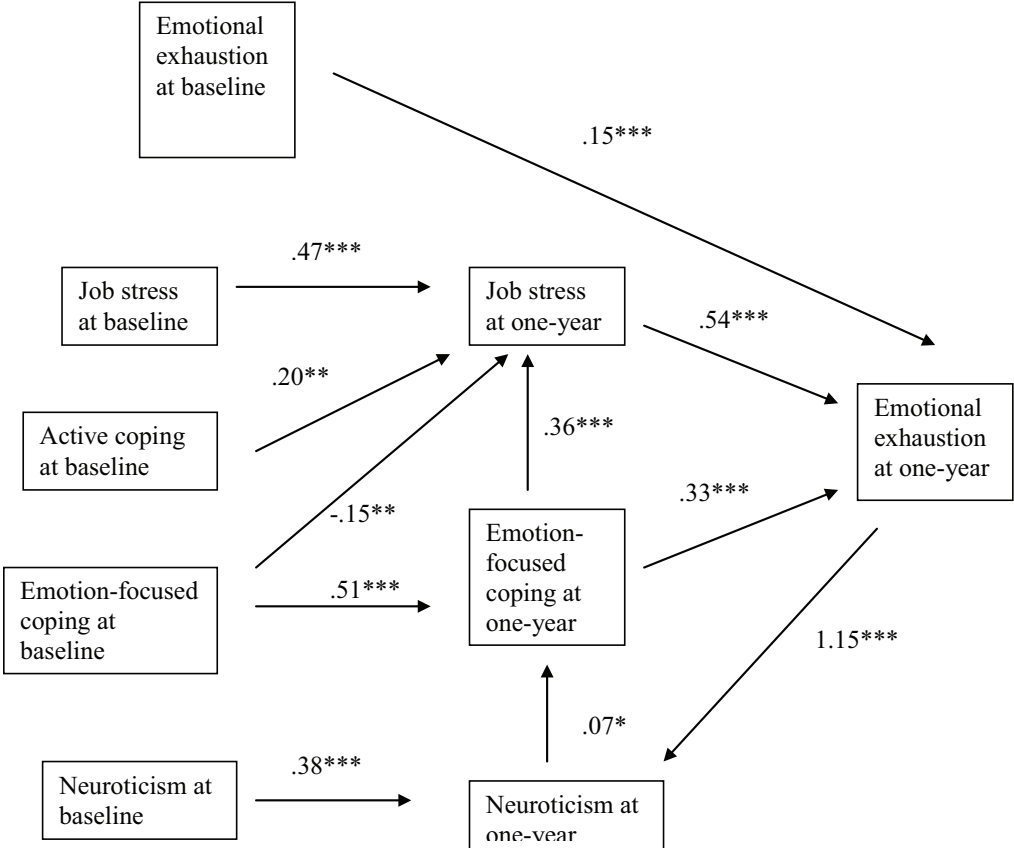 Emotional
exhaustion
at baseline
.15***
.47***
Job stress
at baseline
Job stress
at one-year
.54***
.20**
Active coping
at baseline
.36***
Emotional
exhaustion
at one-year
-.15**
.33***
Emotion-focused
coping at
baseline
.51***
Emotion-
focused
coping at
one-year
1.15***
.07*
.38***
Neuroticism at
baseline
Neuroticism at
one-year